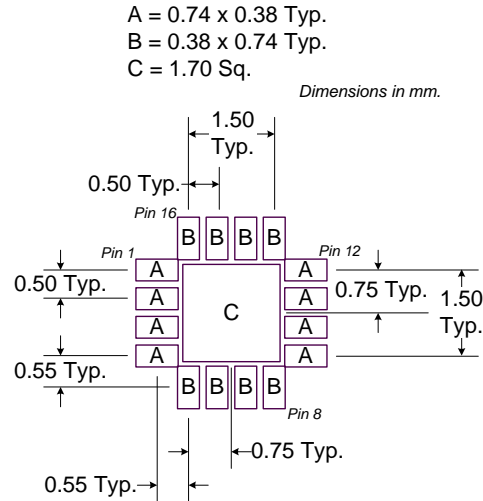 A = 0.74 x 0.38 Typ.
B = 0.38 x 0.74 Typ.
C = 1.70 Sq.
Dimensions in mm.
1.50
Typ.
0.50 Typ.
Pin 16
B B B B
Pin 1
Pin 12
A
A
0.50 Typ.
A
A
0.75 Typ.
1.50
Typ.
C
A
A
0.55 Typ.
A
A
B B B B
Pin 8
0.75 Typ.
0.55 Typ.